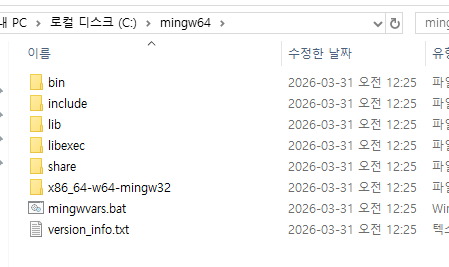 내 PC > 로컬 디스크 (C:) > mingw64 >
이름 수정한 날짜 유형
bin 2026-03-31 오전 12:25 파일
include 2026-03-31 오전 12:25 파일
lib 2026-03-31 오전 12:25 파일
libexec 2026-03-31 오전 12:25 파일
share 2026-03-31 오전 12:25 파일
x86_64-w64-mingw32 2026-03-31 오전 12:25 파일
mingwvars.bat 2026-03-31 오전 12:25 Win
version_info.txt 2026-03-31 오전 12:25 텍스